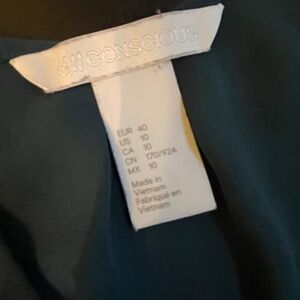 H&M CONSCIOUS
EUR 40
US 10
CA 10
CN 170/92A
MX 10
Made in
Vietnam
Fabriqué en
Vietnam